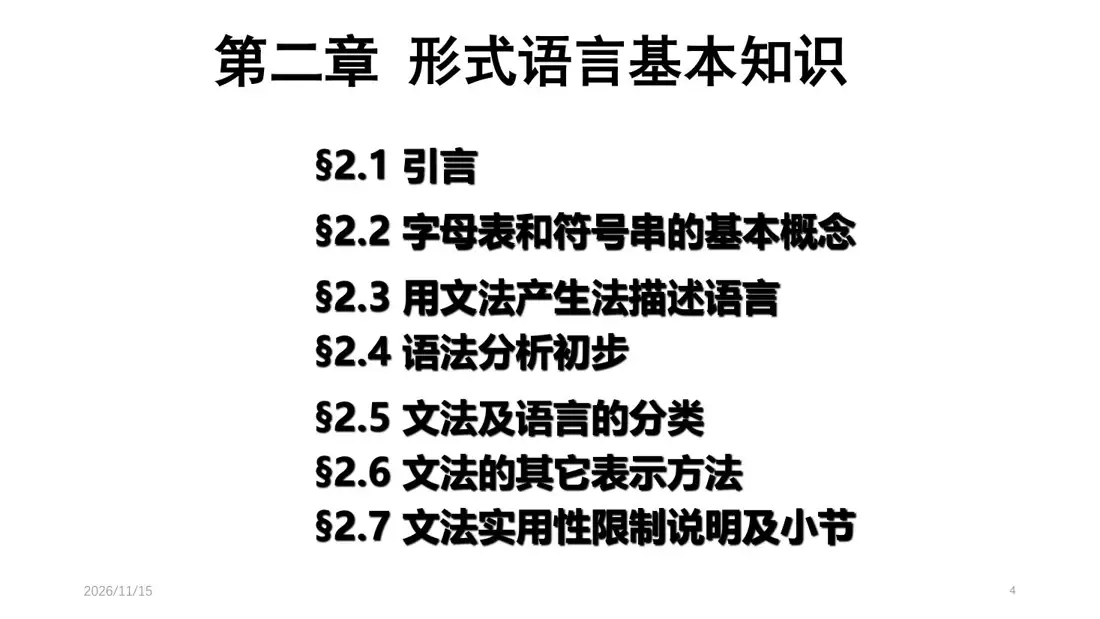 第二章 形式语言基本知识
§2.1 引言
§2.2 字母表和符号串的基本概念
§2.3 用文法产生法描述语言
§2.4 语法分析初步
§2.5 文法及语言的分类
§2.6 文法的其它表示方法
§2.7 文法实用性限制说明及小节
2026/11/15
4